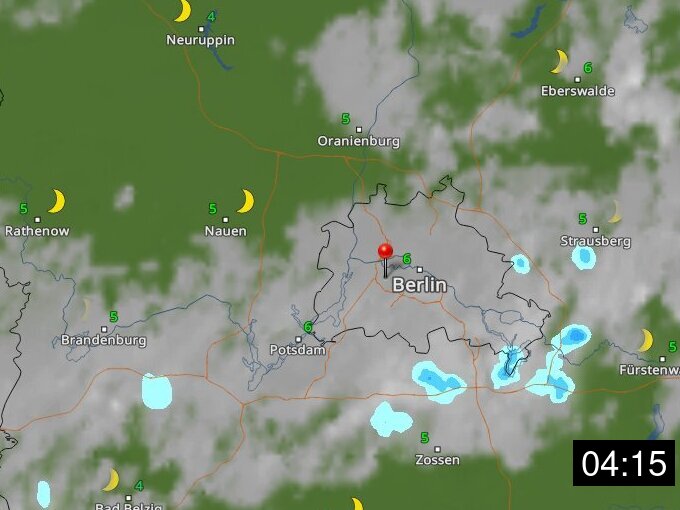 4
Neuruppin
6
Eberswalde
5
Oranienburg
5
Rathenow
5
Nauen
5
Strausberg
6
Berlin
5
Brandenburg
6
Potsdam
5
Fürstenwa
5
Zossen
4
Bad Belzig
04:15